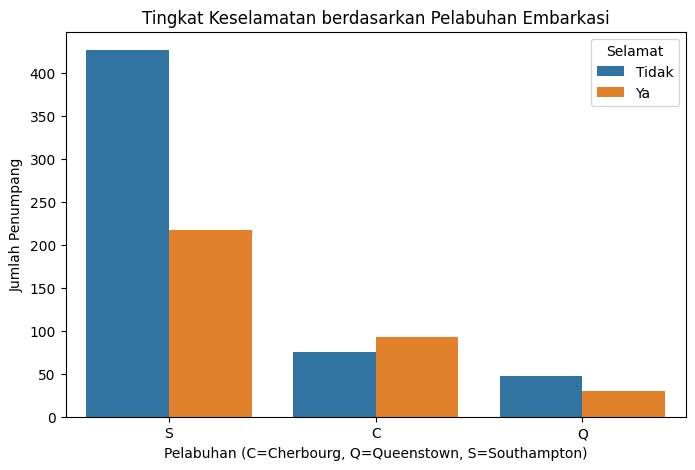 Tingkat Keselamatan berdasarkan Pelabuhan Embarkasi
Selamat
Tidak
Ya
Jumlah Penumpang
400
350
300
250
200
150
100
50
0
S
C
Q
Pelabuhan (C=Cherbourg, Q=Queenstown, S=Southampton)